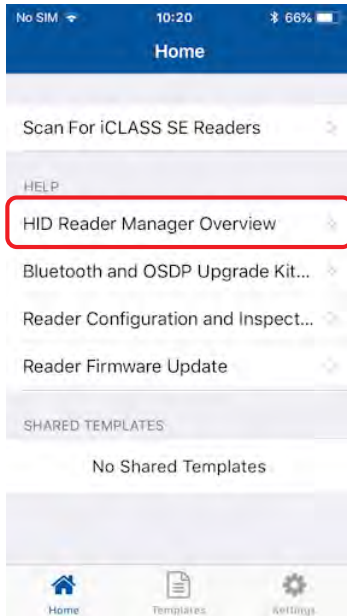 No SIM 10:20 66%
Home
Scan For iCLASS SE Readers
HELP
HID Reader Manager Overview
Bluetooth and OSDP Upgrade Kit...
Reader Configuration and Inspect...
Reader Firmware Update
SHARED TEMPLATES
No Shared Templates
Home Templates Settings